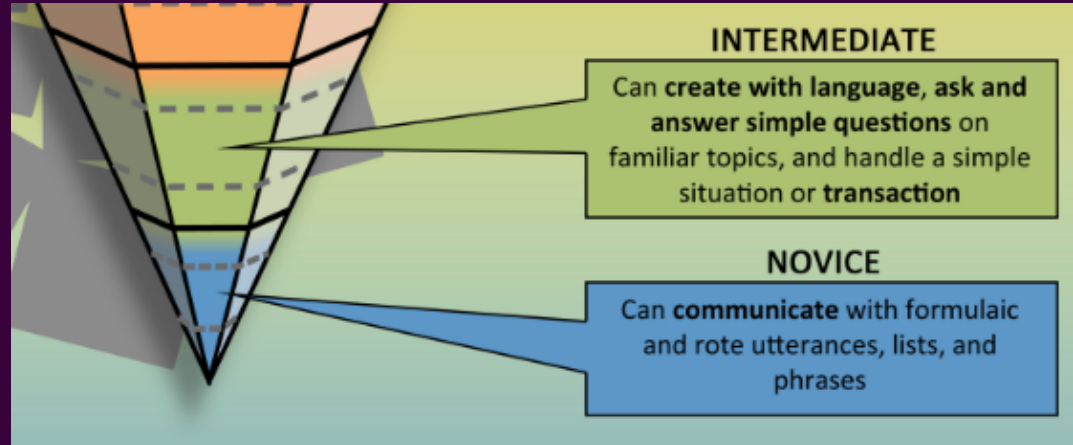 INTERMEDIATE
Can create with language, ask and
answer simple questions on
familiar topics, and handle a simple
situation or transaction
NOVICE
Can communicate with formulaic
and rote utterances, lists, and
phrases